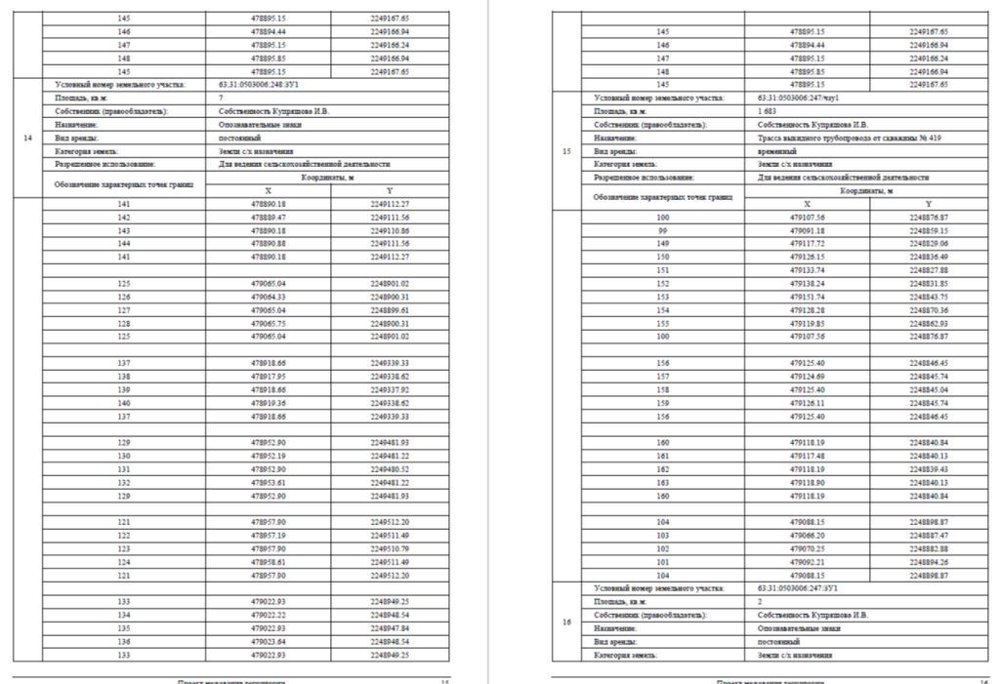 145 478895.15 2249167.65
146 478894.44 2249166.94
147 478895.15 2249166.24
148 478895.85 2249166.94
145 478895.15 2249167.65
14
Условный номер земельного участка: 63:31:0503006:248:ЗУ1
Площадь, кв м: 7
Собственник (правообладатель): Собственность Купряшова И.В.
Назначение: Опознавательные знаки
Вид аренды: постоянный
Категория земель: Земли с/х назначения
Разрешенное использование: Для ведения сельскохозяйственной деятельности
Обозначение характерных точек границ Координаты, м
X Y
141 478890.18 2249112.27
142 478889.47 2249111.56
143 478890.18 2249110.86
144 478890.88 2249111.56
141 478890.18 2249112.27
125 479065.04 2248901.02
126 479064.33 2248900.31
127 479065.04 2248899.61
128 479065.75 2248900.31
125 479065.04 2248901.02
137 478918.66 2249339.33
138 478917.95 2249338.62
139 478918.66 2249337.92
140 478919.36 2249338.62
137 478918.66 2249339.33
129 478952.90 2249481.93
130 478952.19 2249481.22
131 478952.90 2249480.52
132 478953.61 2249481.22
129 478952.90 2249481.93
121 478957.90 2249512.20
122 478957.19 2249511.49
123 478957.90 2249510.79
124 478958.61 2249511.49
121 478957.90 2249512.20
133 479022.93 2248949.25
134 479022.22 2248948.54
135 479022.93 2248947.84
136 479023.64 2248948.54
133 479022.93 2248949.25
Проект межевания территории 15
145 478895.15 2249167.65
146 478894.44 2249166.94
147 478895.15 2249166.24
148 478895.85 2249166.94
145 478895.15 2249167.65
15
Условный номер земельного участка: 63:31:0503006:247/чзу1
Площадь, кв.м: 1 683
Собственник (правообладатель): Собственность Купряшова И.В.
Назначение: Трасса выкидного трубопровода от скважины № 419
Вид аренды: временный
Категория земель: Земли с/х назначения
Разрешенное использование: Для ведения сельскохозяйственной деятельности
Обозначение характерных точек границ Координаты, м
X Y
100 479107.56 2248876.87
99 479091.18 2248859.15
149 479117.72 2248829.06
150 479126.15 2248836.49
151 479133.74 2248827.88
152 479138.24 2248831.85
153 479151.74 2248843.75
154 479128.28 2248870.36
155 479119.85 2248862.93
100 479107.56 2248876.87
156 479125.40 2248846.45
157 479124.69 2248845.74
158 479125.40 2248845.04
159 479126.11 2248845.74
156 479125.40 2248846.45
160 479118.19 2248840.84
161 479117.48 2248840.13
162 479118.19 2248839.43
163 479118.90 2248840.13
160 479118.19 2248840.84
104 479088.15 2248898.87
103 479066.20 2248887.47
102 479070.25 2248882.88
101 479092.21 2248894.26
104 479088.15 2248898.87
16
Условный номер земельного участка: 63:31:0503006:247:ЗУ1
Площадь, кв.м: 2
Собственник (правообладатель): Собственность Купряшова И.В.
Назначение: Опознавательные знаки
Вид аренды: постоянный
Категория земель: Земли с/х назначения
Проект межевания территории 16